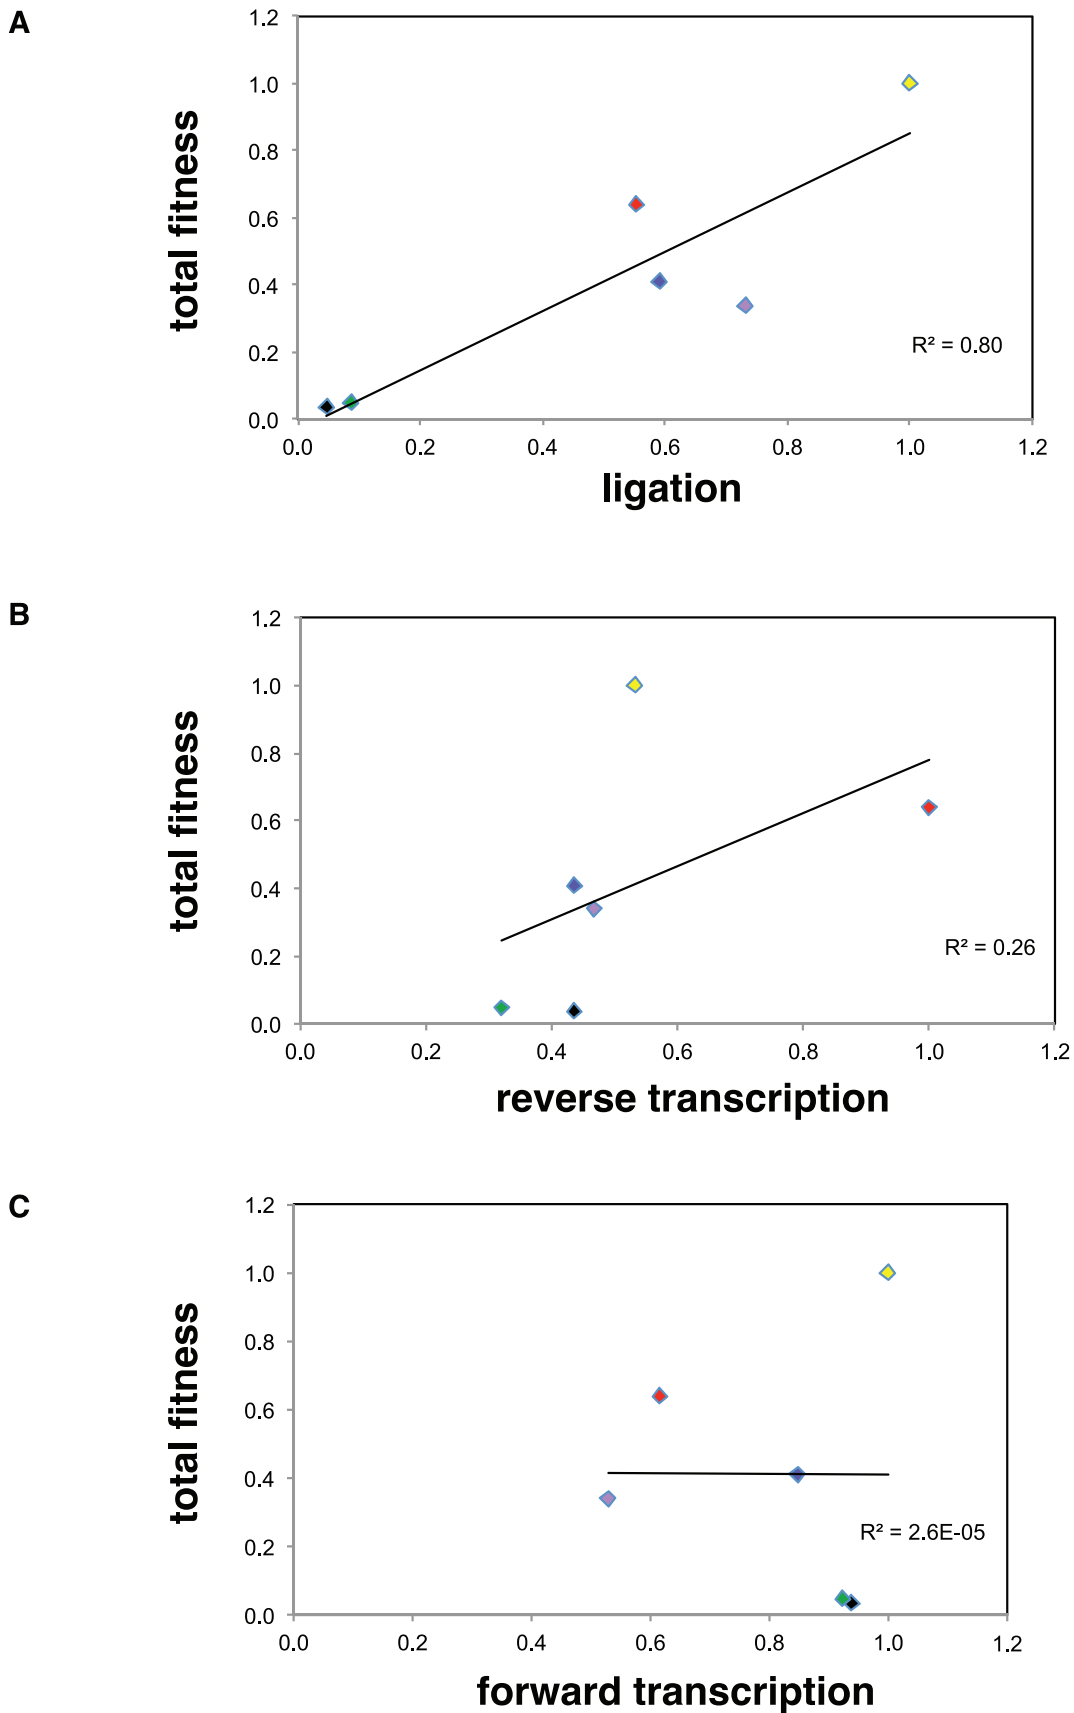 A
1.2
1.0
0.8
0.6
0.4
0.2
0.0
total fitness
R² = 0.80
0.0 0.2 0.4 0.6 0.8 1.0 1.2
ligation
B
1.2
1.0
0.8
0.6
0.4
0.2
0.0
total fitness
R² = 0.26
0.0 0.2 0.4 0.6 0.8 1.0 1.2
reverse transcription
C
1.2
1.0
0.8
0.6
0.4
0.2
0.0
total fitness
R² = 2.6E-05
0.0 0.2 0.4 0.6 0.8 1.0 1.2
forward transcription